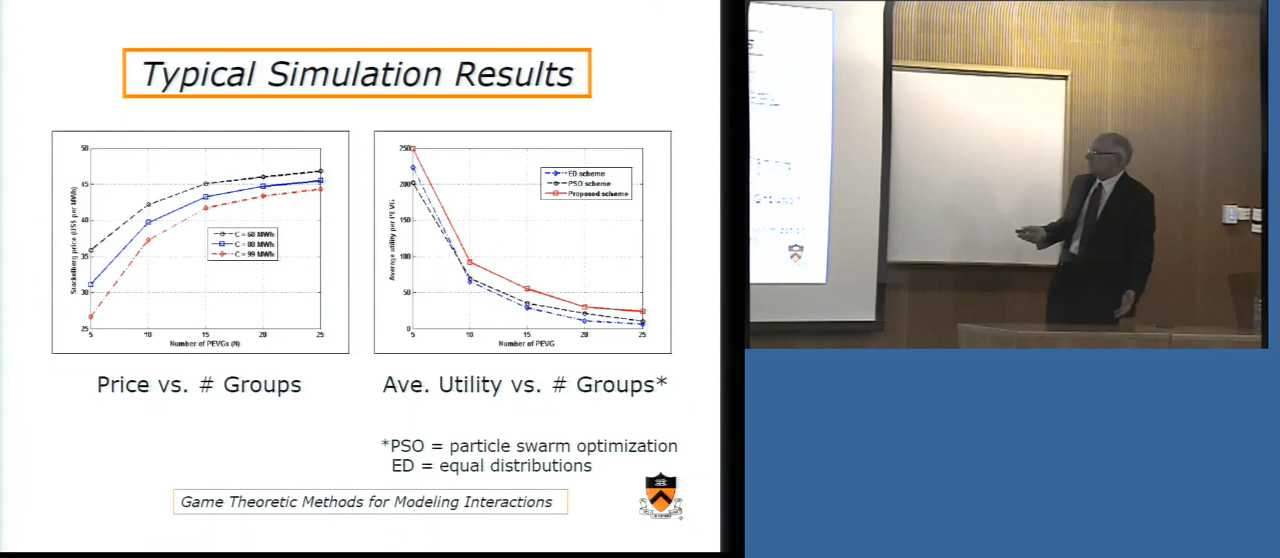 Typical Simulation Results
50
45
40
35
30
25
5
10
15
20
25
Stackelberg price (US$ per MWh)
Number of PEVGs (N)
C = 60 MWh
C = 80 MWh
C = 99 MWh
250
200
150
100
50
0
5
10
15
20
25
Average utility per PEVG
Number of PEVG
ED scheme
PSO scheme
Proposed scheme
Price vs. # Groups
Ave. Utility vs. # Groups*
*PSO = particle swarm optimization
ED = equal distributions
Game Theoretic Methods for Modeling Interactions